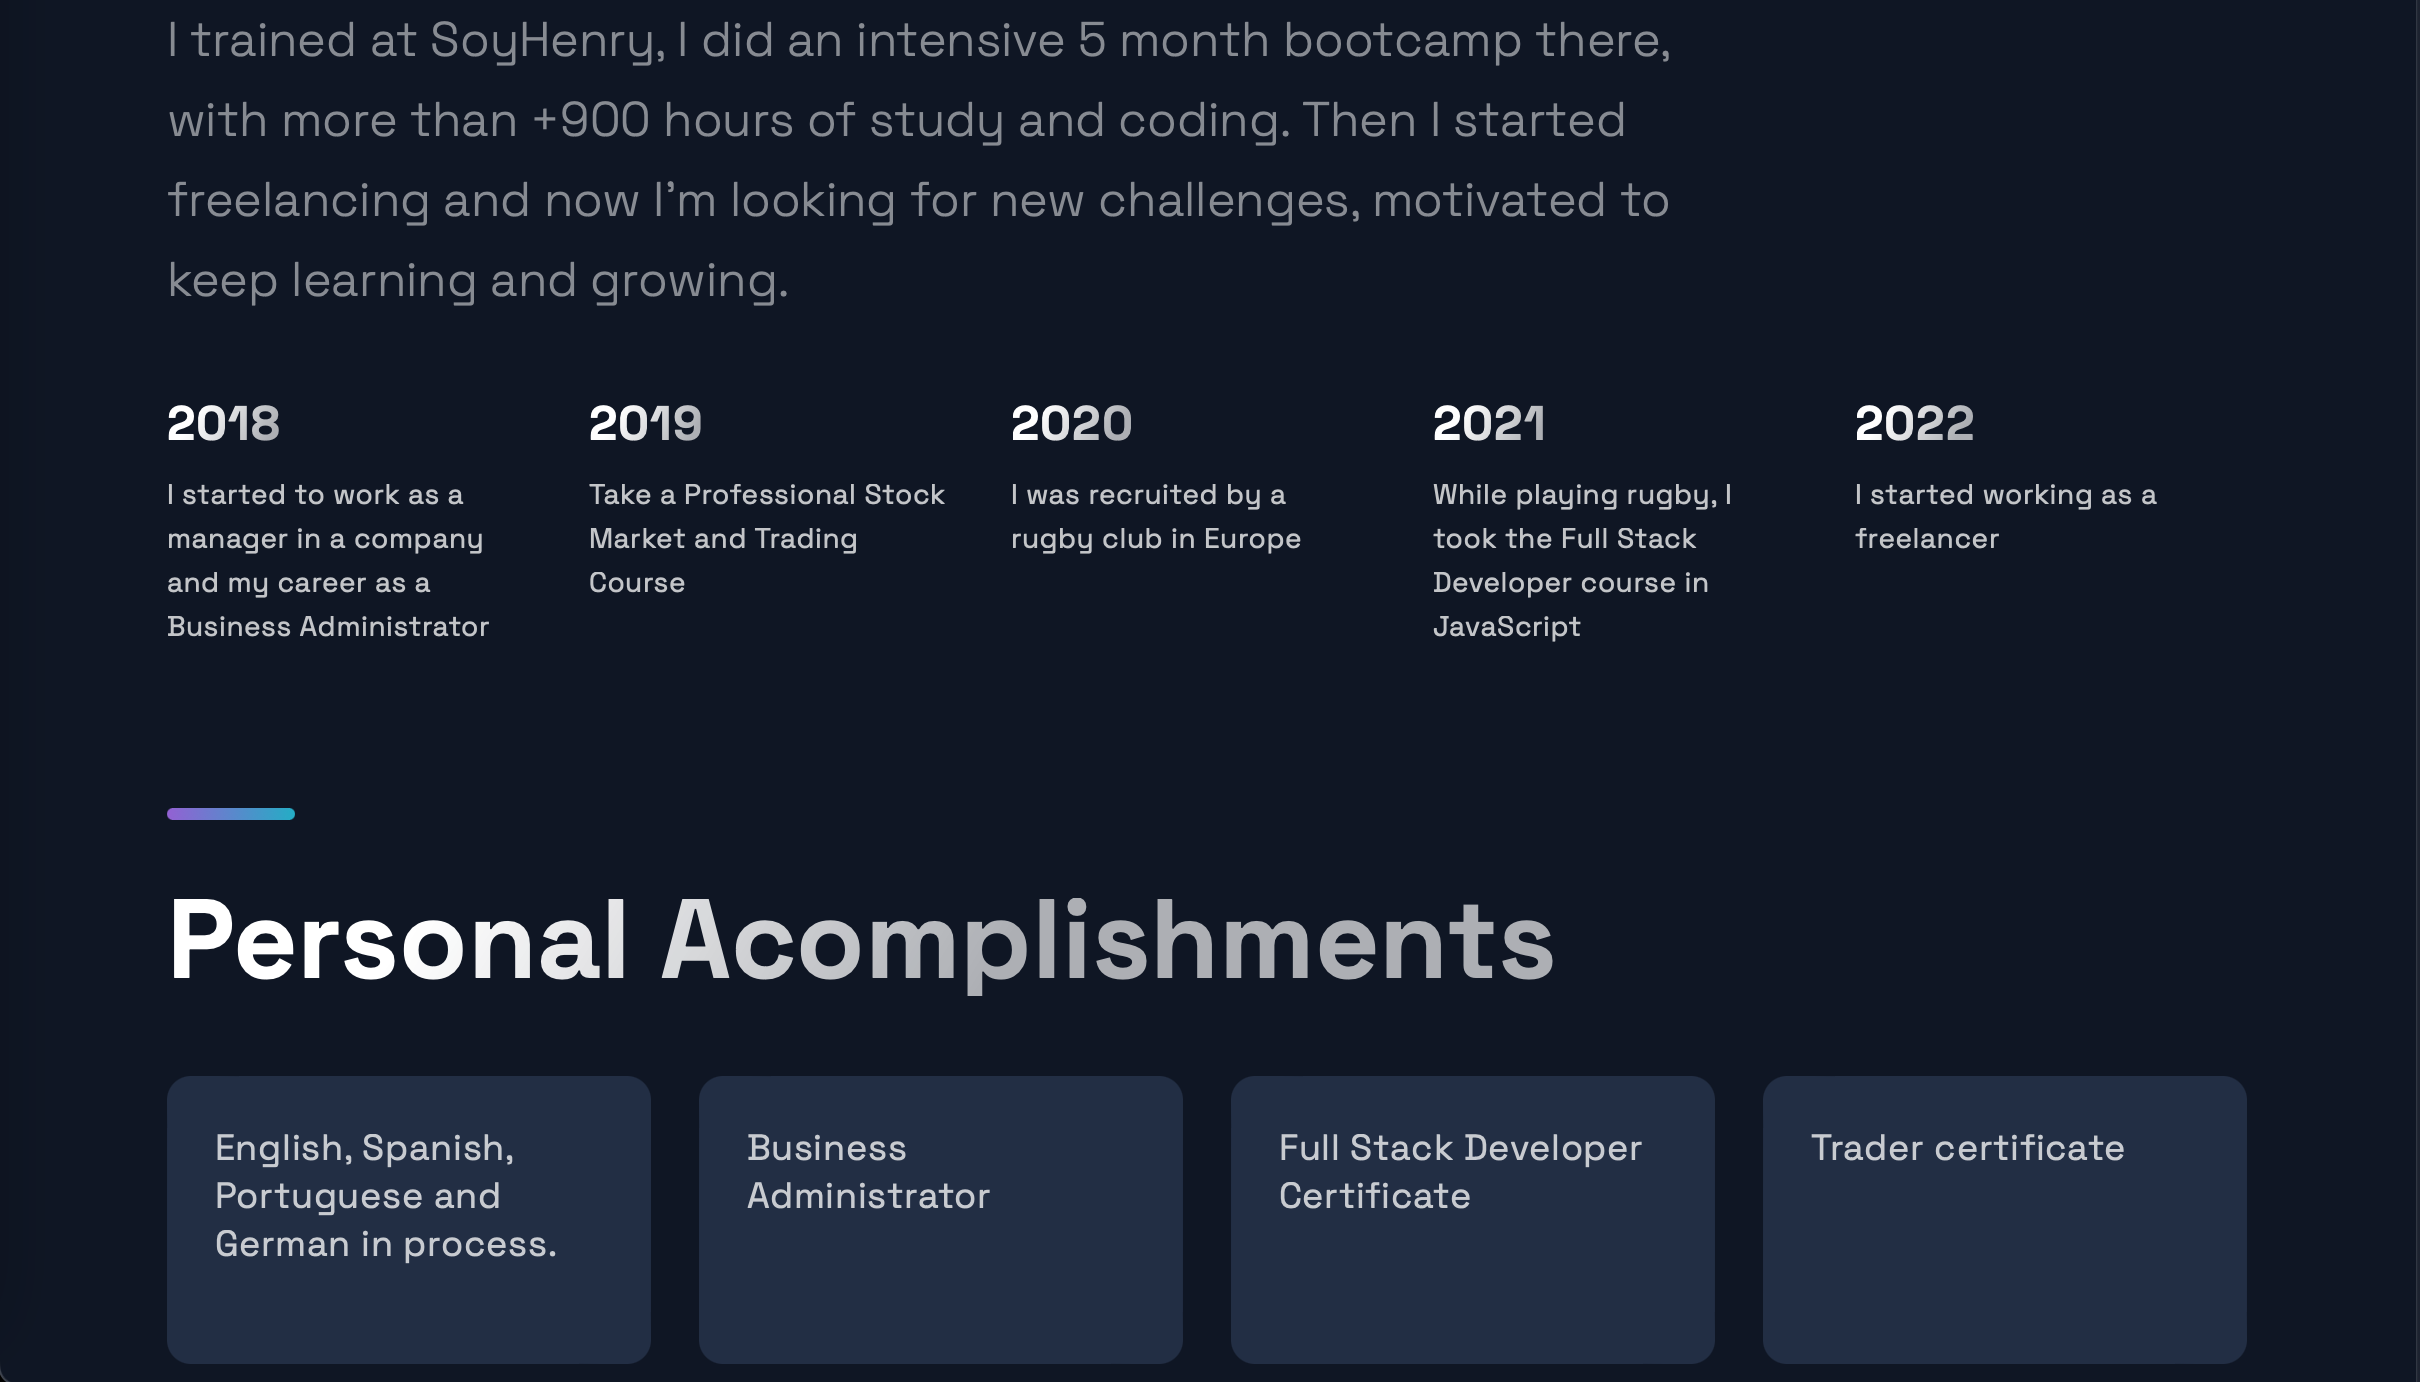 I trained at SoyHenry, I did an intensive 5 month bootcamp there,
with more than +900 hours of study and coding. Then I started
freelancing and now I'm looking for new challenges, motivated to
keep learning and growing.
2018
I started to work as a
manager in a company
and my career as a
Business Administrator
2019
Take a Professional Stock
Market and Trading
Course
2020
I was recruited by a
rugby club in Europe
2021
While playing rugby, I
took the Full Stack
Developer course in
JavaScript
2022
I started working as a
freelancer
Personal Acomplishments
English, Spanish,
Portuguese and
German in process.
Business
Administrator
Full Stack Developer
Certificate
Trader certificate